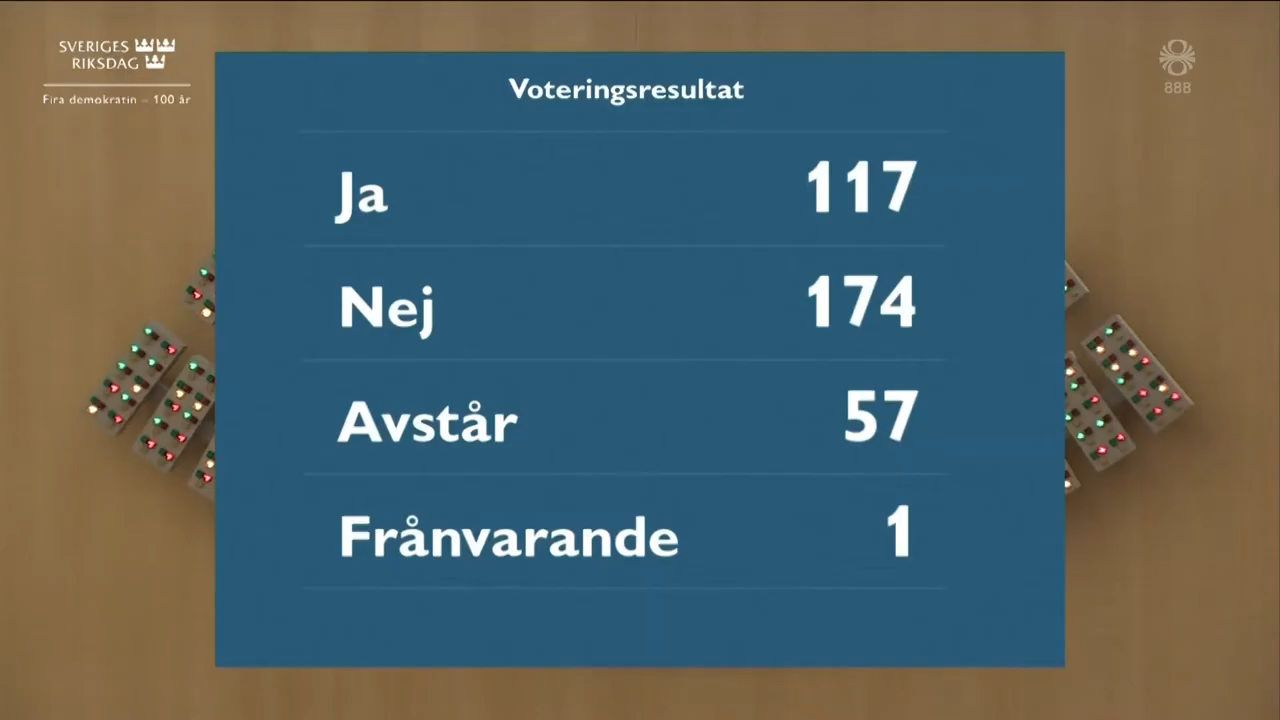 SVERIGES
RIKSDAG
Fira demokratin – 100 år
888
Voteringsresultat
Ja 117
Nej 174
Avstår 57
Frånvarande 1